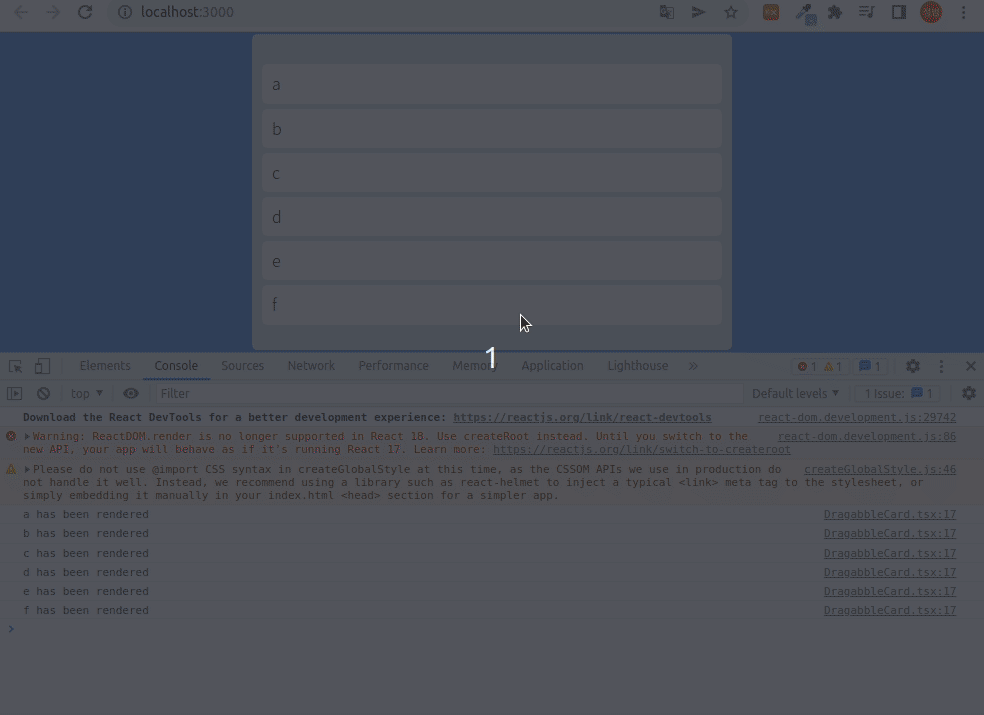 localhost:3000
a
b
c
d
e
f
1
Elements Console Sources Network Performance Memory Application Lighthouse » 1 1 1
top ▼ Filter Default levels ▼ 1 Issue: 1
Download the React DevTools for a better development experience: https://reactjs.org/link/react-devtools react-dom.development.js:29742
Warning: ReactDOM.render is no longer supported in React 18. Use createRoot instead. Until you switch to the react-dom.development.js:86
new API, your app will behave as if it's running React 17. Learn more: https://reactjs.org/link/switch-to-createroot
Please do not use @import CSS syntax in createGlobalStyle at this time, as the CSSOM APIs we use in production do createGlobalStyle.js:46
not handle it well. Instead, we recommend using a library such as react-helmet to inject a typical <link> meta tag to the stylesheet, or
simply embedding it manually in your index.html <head> section for a simpler app.
a has been rendered DragabbleCard.tsx:17
b has been rendered DragabbleCard.tsx:17
c has been rendered DragabbleCard.tsx:17
d has been rendered DragabbleCard.tsx:17
e has been rendered DragabbleCard.tsx:17
f has been rendered DragabbleCard.tsx:17